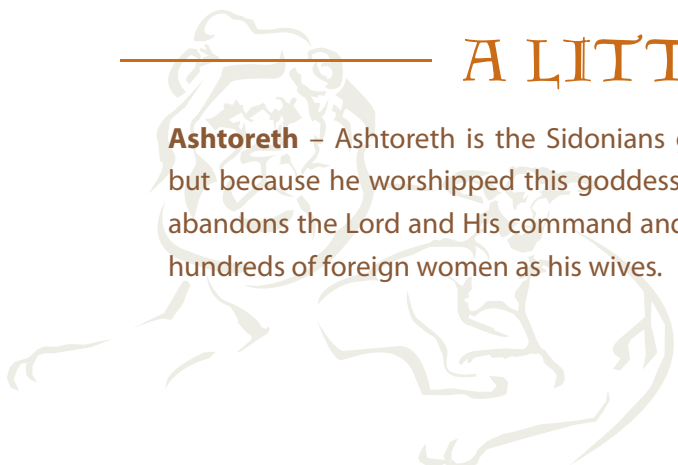 A LITT
Ashtoreth – Ashtoreth is the Sidonians
but because he worshipped this goddess
abandons the Lord and His command and
hundreds of foreign women as his wives.